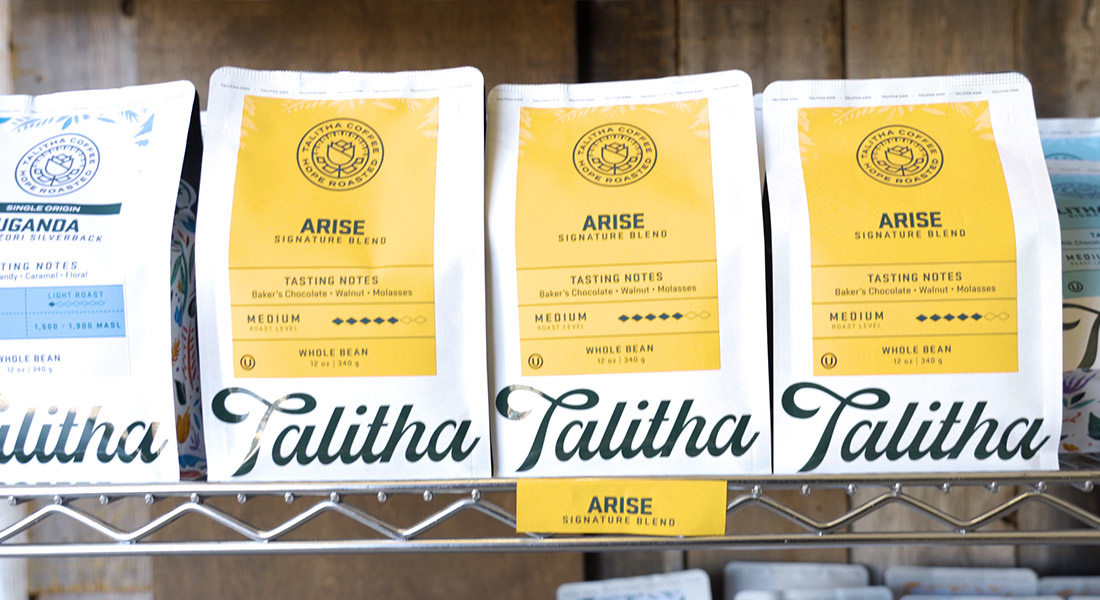 TALITHA COFFEE
HOPE ROASTED
SINGLE ORIGIN
UGANDA
SILVERBACK
TASTING NOTES
Caramel • Floral
LIGHT ROAST
1,500 - 1,900 MASL
WHOLE BEAN
12 oz | 340 g
Talitha
TALITHA COFFEE
HOPE ROASTED
ARISE
SIGNATURE BLEND
TASTING NOTES
Baker's Chocolate • Walnut • Molasses
MEDIUM
ROAST LEVEL
WHOLE BEAN
12 oz | 340 g
Talitha
TALITHA COFFEE
HOPE ROASTED
ARISE
SIGNATURE BLEND
TASTING NOTES
Baker's Chocolate • Walnut • Molasses
MEDIUM
ROAST LEVEL
WHOLE BEAN
12 oz | 340 g
Talitha
TALITHA COFFEE
HOPE ROASTED
ARISE
SIGNATURE BLEND
TASTING NOTES
Baker's Chocolate • Walnut • Molasses
MEDIUM
ROAST LEVEL
WHOLE BEAN
12 oz | 340 g
Talitha
ARISE
SIGNATURE BLEND